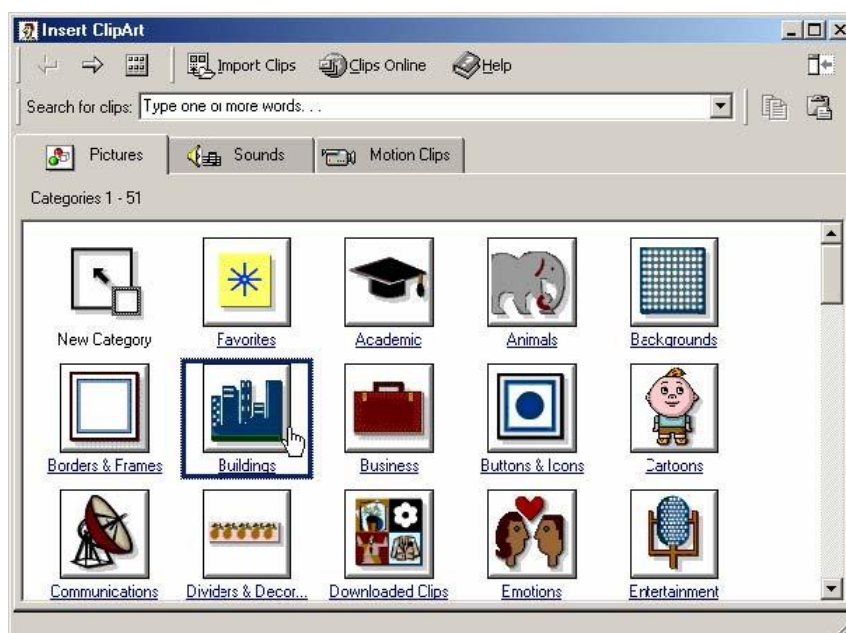 Insert ClipArt
Import Clips Clips Online Help
Search for clips: Type one or more words. . .
Pictures Sounds Motion Clips
Categories 1 - 51
New Category Favorites Academic Animals Backgrounds
Borders & Frames Buildings Business Buttons & Icons Cartoons
Communications Dividers & Decor... Downloaded Clips Emotions Entertainment